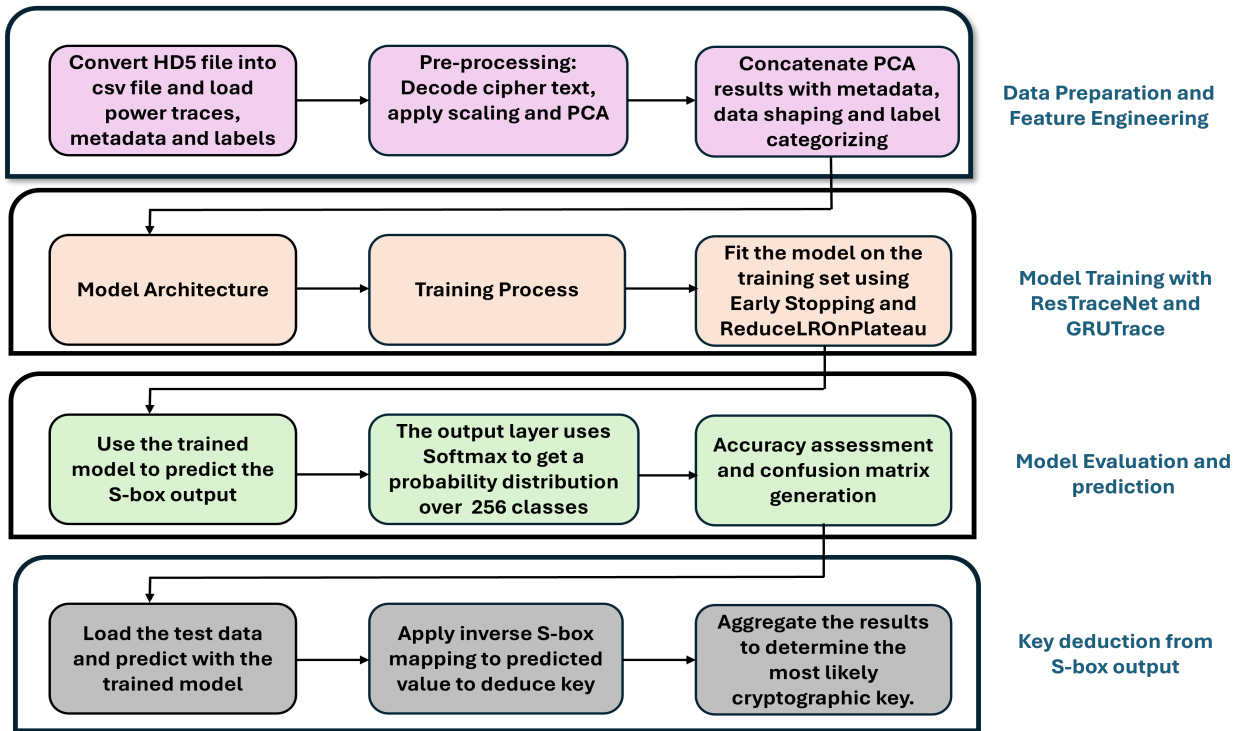 Convert HD5 file into
csv file and load
power traces,
metadata and labels
Pre-processing:
Decode cipher text,
apply scaling and PCA
Concatenate PCA
results with metadata,
data shaping and label
categorizing
Data Preparation and
Feature Engineering
Model Architecture
Training Process
Fit the model on the
training set using
Early Stopping and
ReduceLROnPlateau
Model Training with
ResTraceNet and
GRUTrace
Use the trained
model to predict the
S-box output
The output layer uses
Softmax to get a
probability distribution
over 256 classes
Accuracy assessment
and confusion matrix
generation
Model Evaluation and
prediction
Load the test data
and predict with the
trained model
Apply inverse S-box
mapping to predicted
value to deduce key
Aggregate the results
to determine the
most likely
cryptographic key.
Key deduction from
S-box output